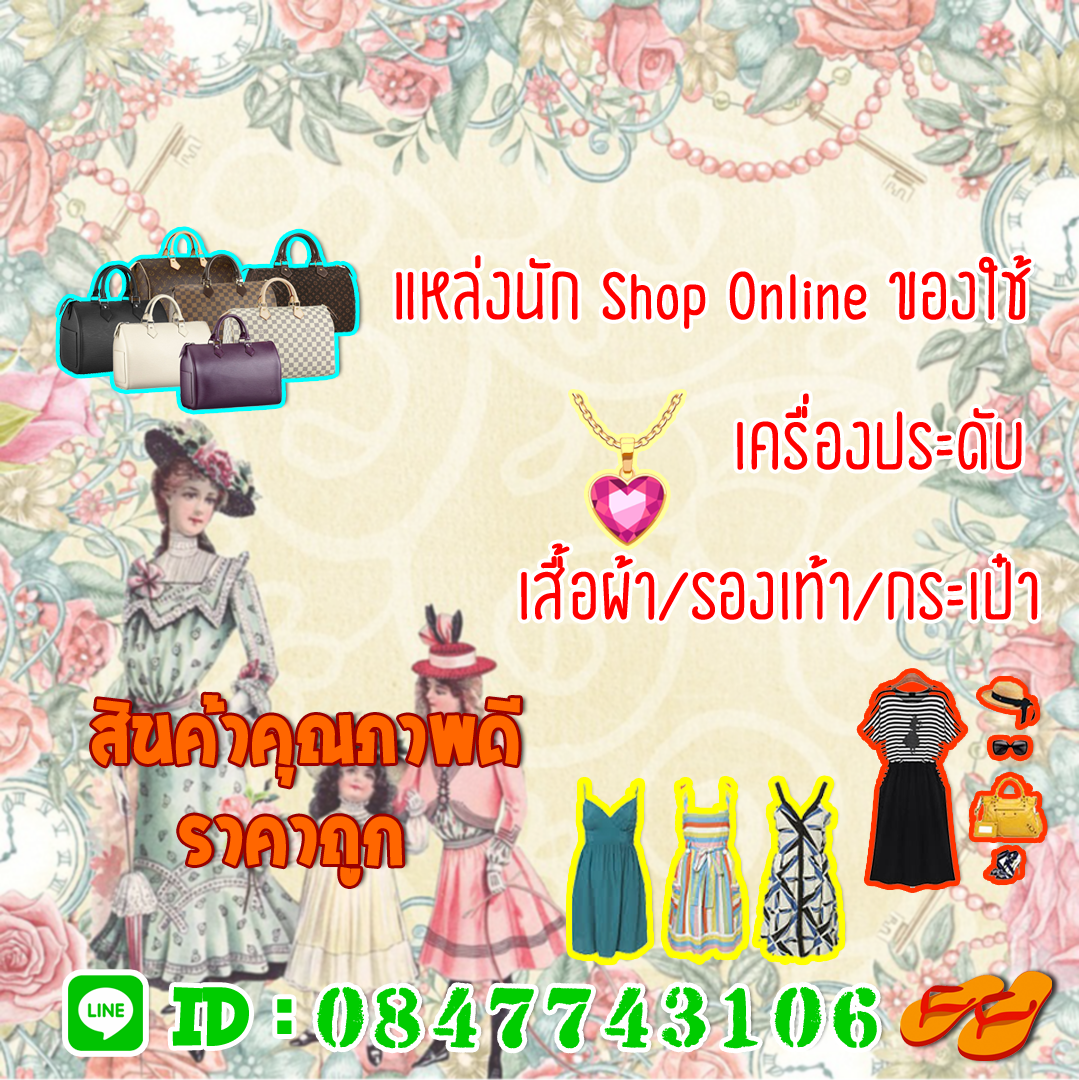 แหล่งนัก Shop Online ของใช้
เครื่องประดับ
เสื้อผ้า/รองเท้า/กระเป๋า
สินค้าคุณภาพดี
ราคาถูก
LINE ID : 0847743106